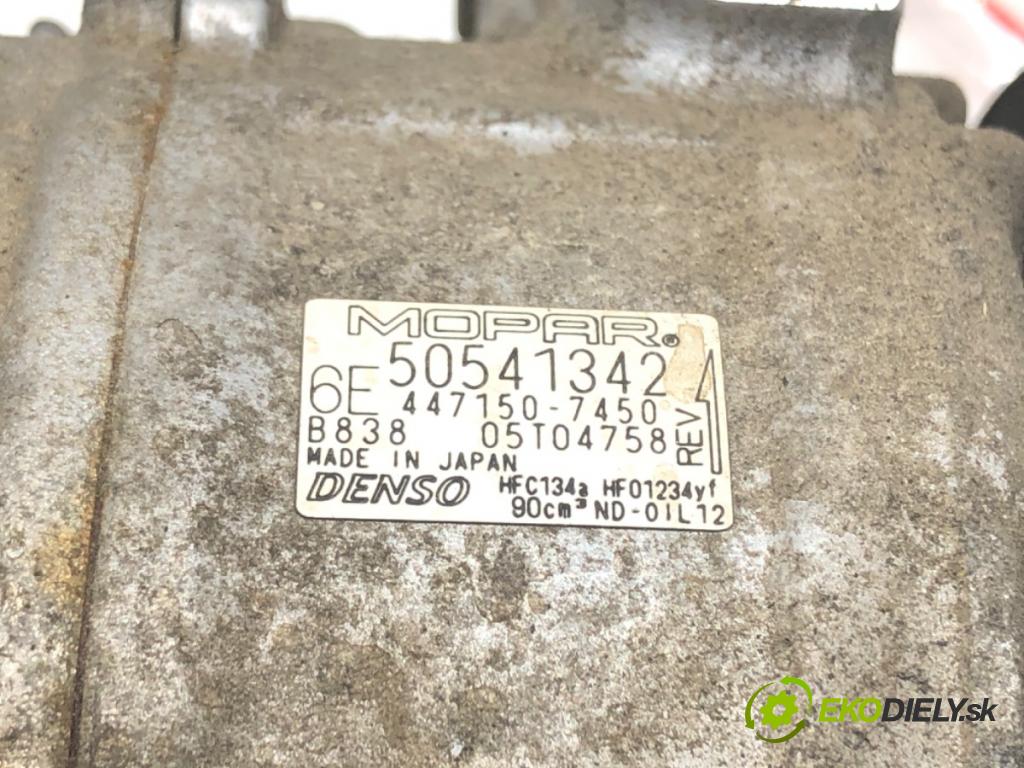 MOPAR®
6E 50541342
447150-7450
B838 05T04758 REV
MADE IN JAPAN
DENSO HFC134a HFO1234yf
90cm³ ND-OIL12
EKODIELY.sk